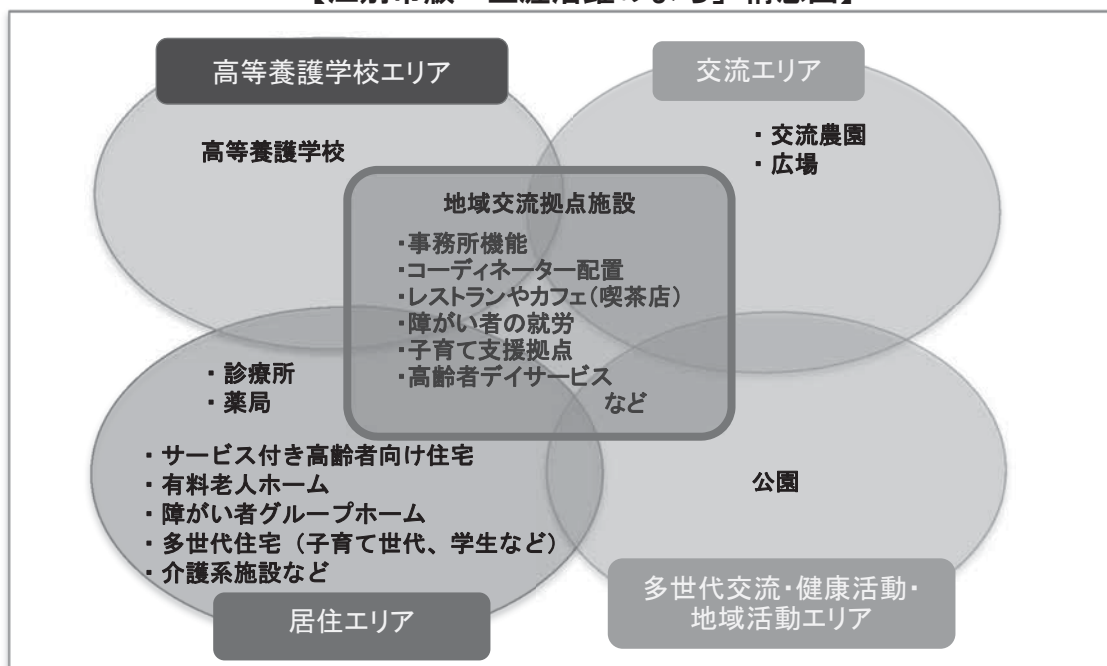 高等養護学校エリア
高等養護学校
交流エリア
・交流農園
・広場
地域交流拠点施設
・事務所機能
・コーディネーター配置
・レストランやカフェ(喫茶店)
・障がい者の就労
・子育て支援拠点
・高齢者デイサービス
など
・診療所
・薬局
・サービス付き高齢者向け住宅
・有料老人ホーム
・障がい者グループホーム
・多世代住宅(子育て世代、学生など)
・介護系施設など
居住エリア
公園
多世代交流・健康活動・
地域活動エリア